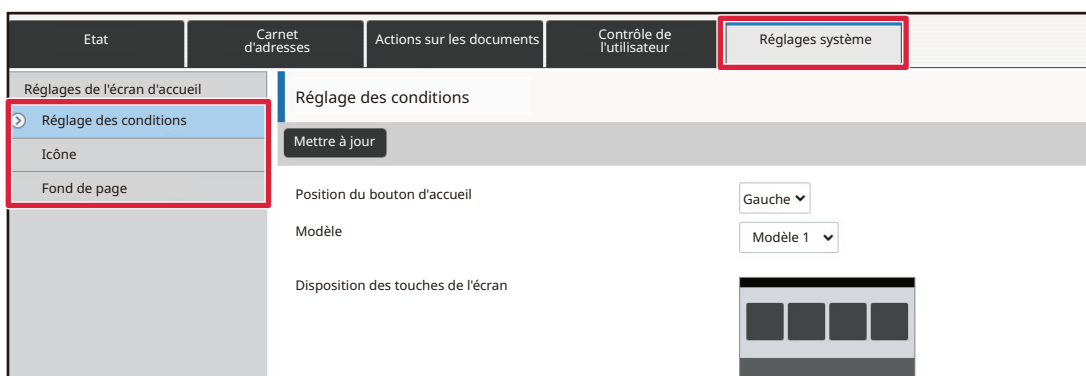 Etat
Carnet
d'adresses
Actions sur les documents
Contrôle de
l'utilisateur
Réglages système
Réglages de l'écran d'accueil
Réglage des conditions
Icône
Fond de page
Réglage des conditions
Mettre à jour
Position du bouton d'accueil
Gauche
Modèle
Modèle 1
Disposition des touches de l'écran